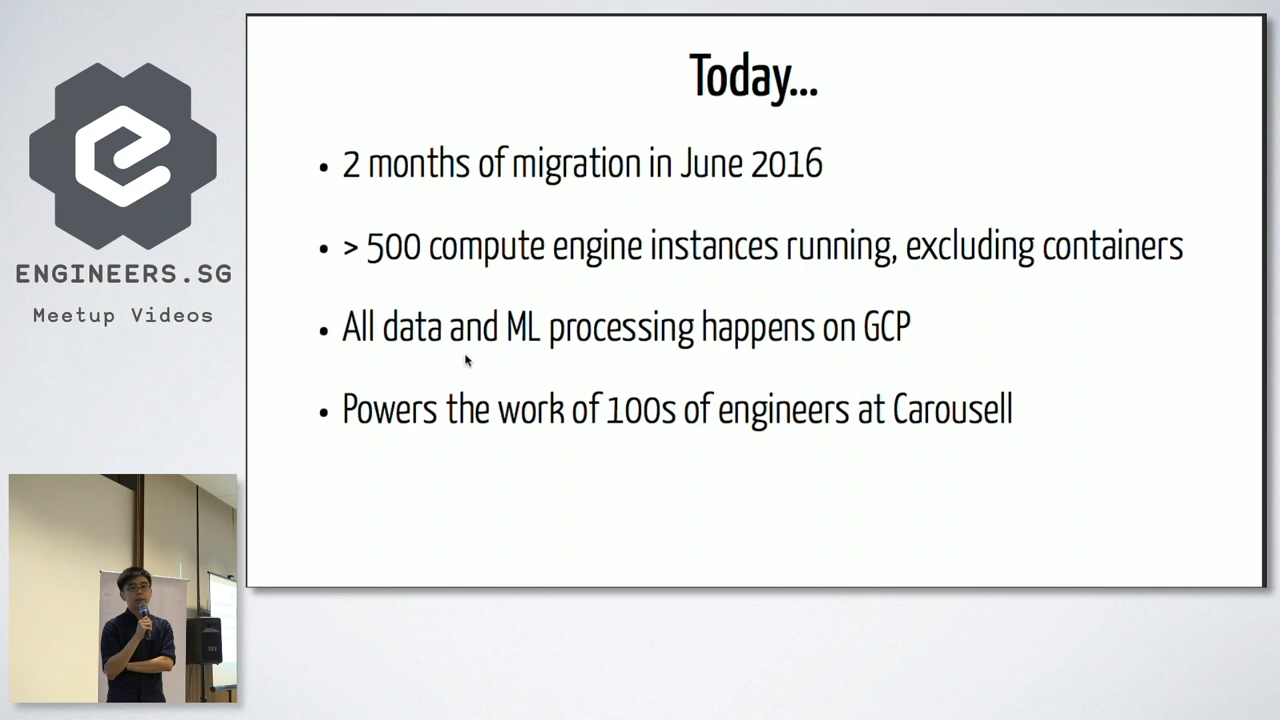 Today...
• 2 months of migration in June 2016
• > 500 compute engine instances running, excluding containers
• All data and ML processing happens on GCP
• Powers the work of 100s of engineers at Carousell
ENGINEERS.SG
Meetup Videos